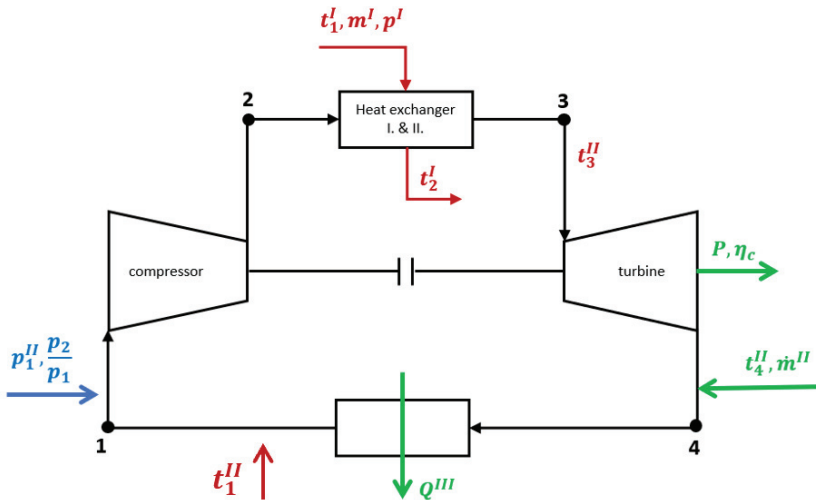 t₁ᴵ, mᴵ, pᴵ
2
Heat exchanger
I. & II.
3
t₃ᴵᴵ
t₂ᴵ
compressor
turbine
P, η_c
p₁ᴵᴵ, p₂/p₁
t₄ᴵᴵ, ṁᴵᴵ
1
4
t₁ᴵᴵ
Qᴵᴵᴵ